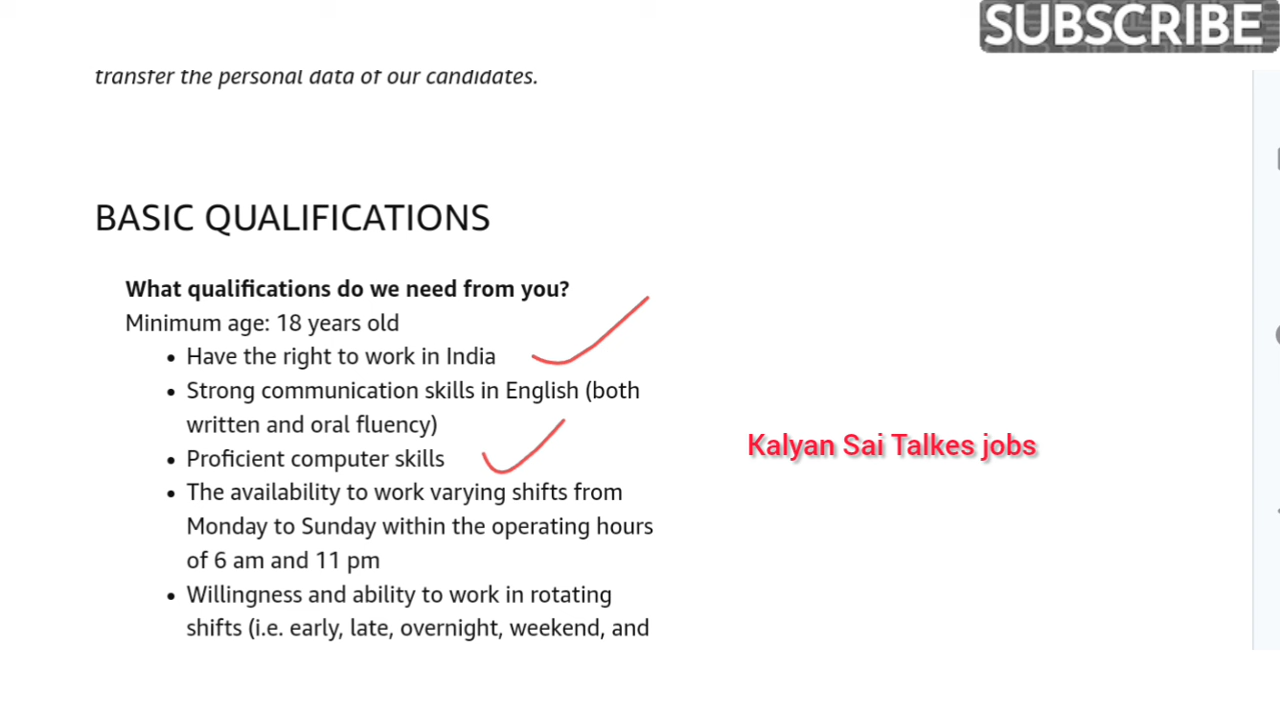 SUBSCRIBE
transfer the personal data of our candidates.
BASIC QUALIFICATIONS
What qualifications do we need from you?
Minimum age: 18 years old
• Have the right to work in India
• Strong communication skills in English (both
written and oral fluency)
• Proficient computer skills
• The availability to work varying shifts from
Monday to Sunday within the operating hours
of 6 am and 11 pm
• Willingness and ability to work in rotating
shifts (i.e. early, late, overnight, weekend, and
Kalyan Sai Talkes jobs